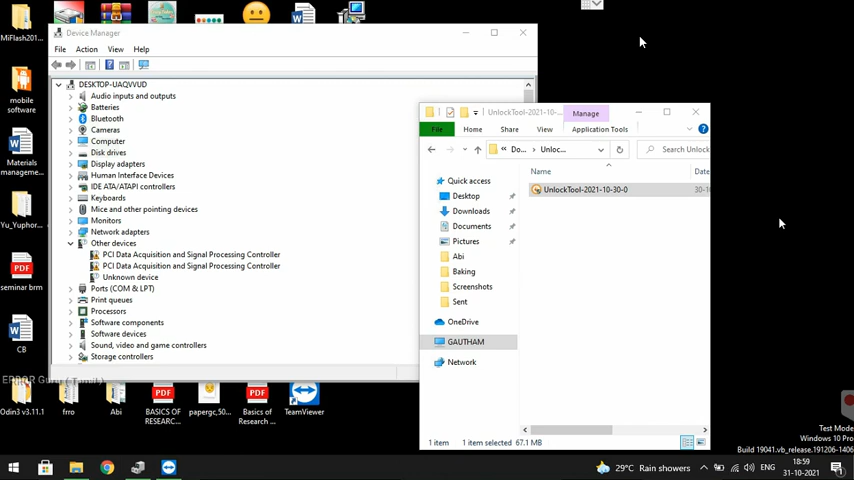 Device Manager
File Action View Help
DESKTOP-UAQVVUD
Audio inputs and outputs
Batteries
Bluetooth
Cameras
Computer
Disk drives
Display adapters
Human Interface Devices
IDE ATA/ATAPI controllers
Keyboards
Mice and other pointing devices
Monitors
Network adapters
Other devices
PCI Data Acquisition and Signal Processing Controller
PCI Data Acquisition and Signal Processing Controller
Unknown device
Ports (COM & LPT)
Print queues
Processors
Software components
Software devices
Sound, video and game controllers
Storage controllers
UnlockTool-2021-10-...
Manage
File Home Share View Application Tools
« Do... Unloc... Search Unlock
Name Date
UnlockTool-2021-10-30-0 30-10
Quick access
Desktop
Downloads
Documents
Pictures
Abi
Baking
Screenshots
Sent
OneDrive
GAUTHAM
Network
1 item 1 item selected 67.1 MB
MiFlash201...
mobile
software
Materials
manageme...
Yu_Yuphor...
seminar brm
CB
ERROR Guru (Tamil)
Odin3 v3.11.1
frro
Abi
BASICS OF
RESEARC...
papergc,50...
Basics of
Research ...
TeamViewer
PDF
PDF
PDF
Test Mode
Windows 10 Pro
Build 19041.vb_release.191206-1406
29°C Rain showers
ENG
18:59
31-10-2021